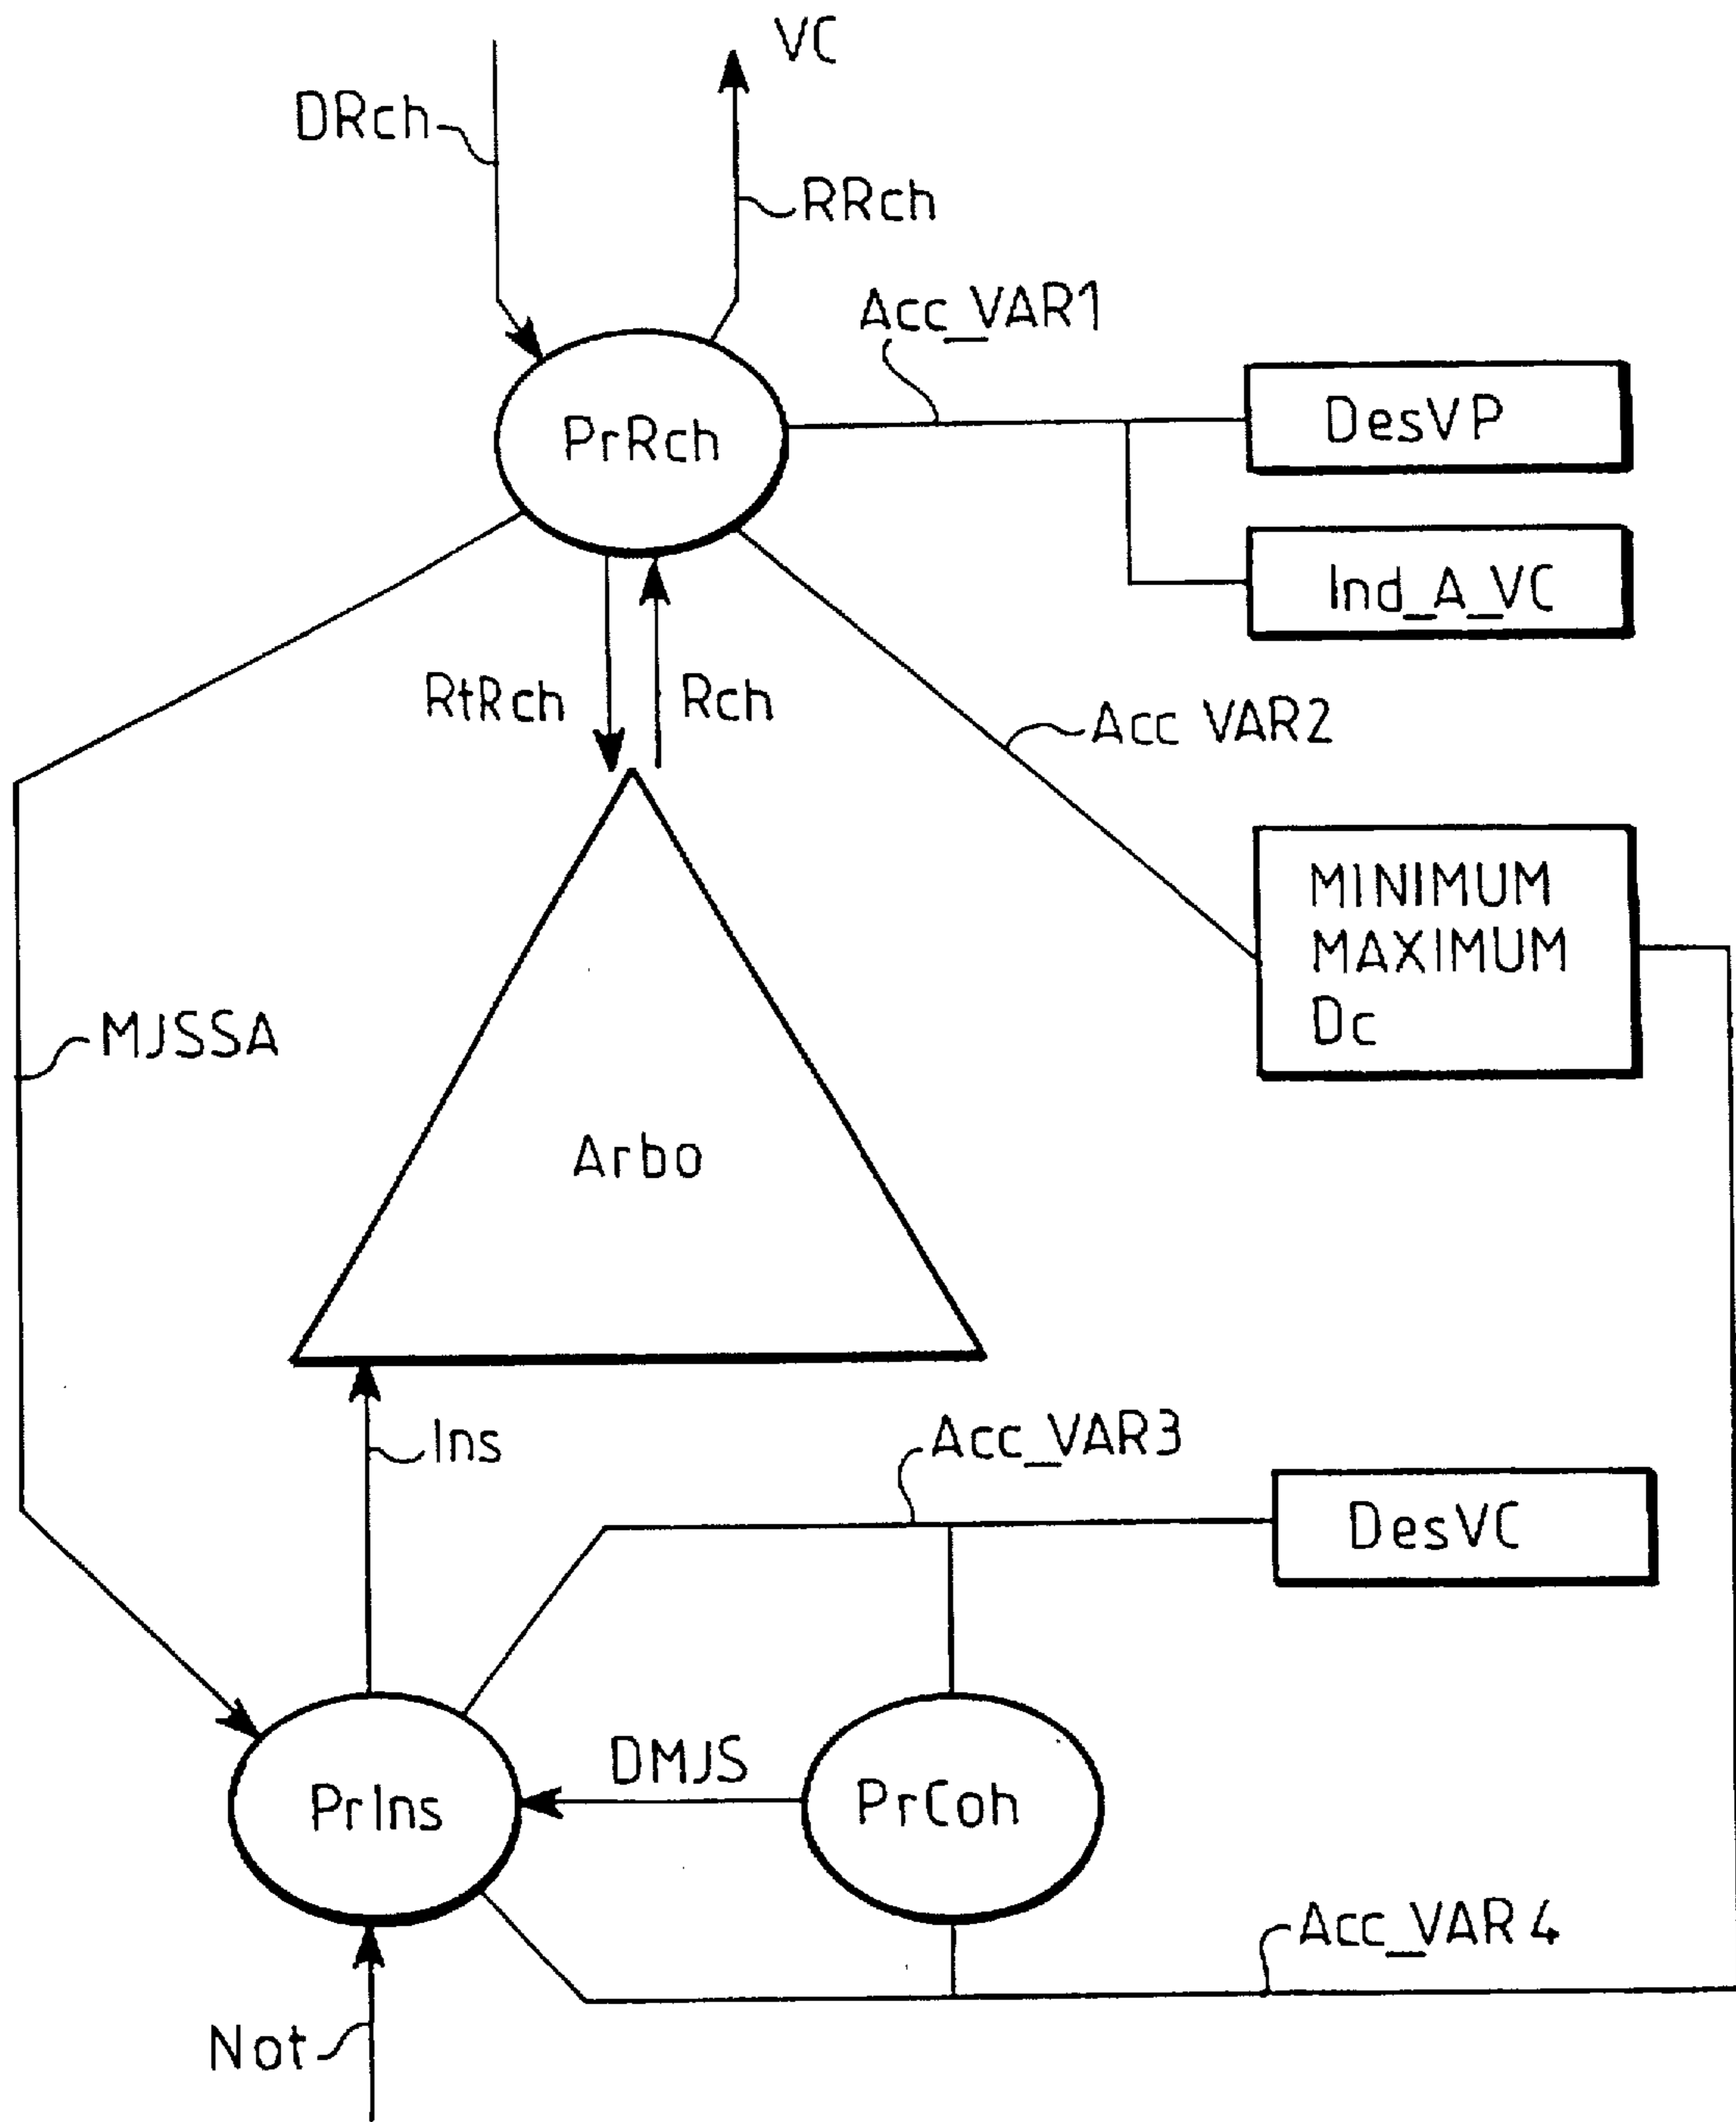 VC
DRch
RRch
Acc_VAR1
PrRch
DesVP
Ind_A_VC
RtRch
Rch
Acc VAR2
MINIMUM
MAXIMUM
Dc
MJSSA
Arbo
Ins
Acc_VAR3
DesVC
DMJS
PrIns
PrCoh
Acc_VAR4
Not